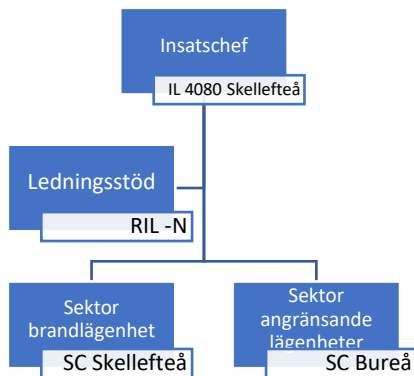 Insatschef
IL 4080 Skellefteå
Ledningsstöd
RIL -N
Sektor
brandlägenhet
SC Skellefteå
Sektor
angränsande
lägenheter
SC Bureå